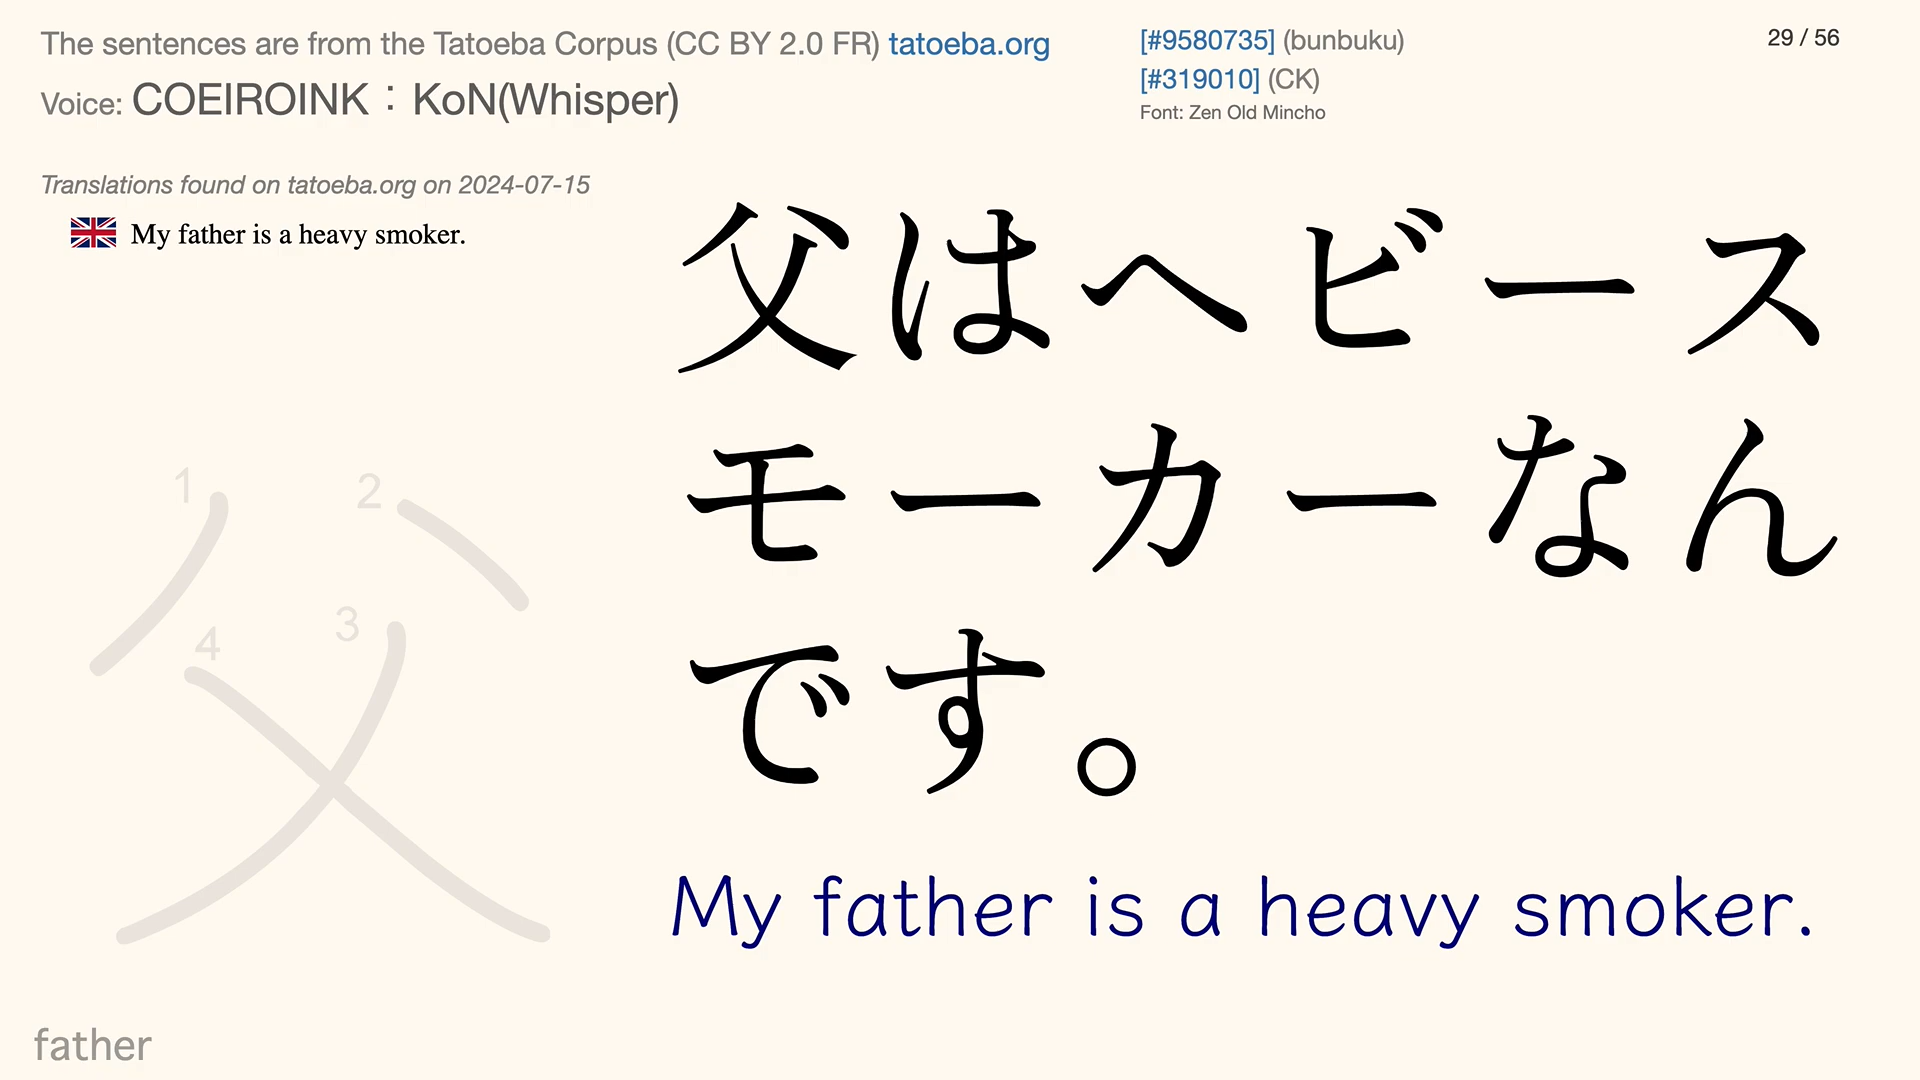 The sentences are from the Tatoeba Corpus (CC BY 2.0 FR) tatoeba.org
Voice: COEIROINK：KoN(Whisper)
[#9580735] (bunbuku)
[#319010] (CK)
Font: Zen Old Mincho
29 / 56
Translations found on tatoeba.org on 2024-07-15
My father is a heavy smoker.
父はヘビース
モーカーなん
です。
My father is a heavy smoker.
1
2
3
4
father